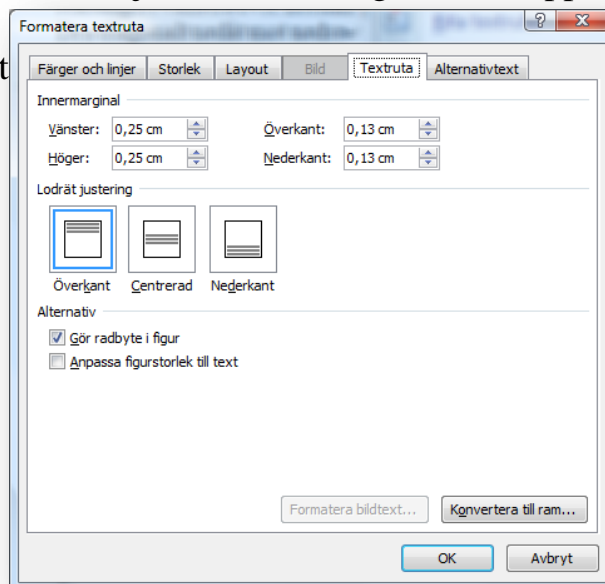 Formatera textruta
t
Färger och linjer Storlek Layout Bild Textruta Alternativtext
Innermarginal
Vänster: 0,25 cm Överkant: 0,13 cm
Höger: 0,25 cm Nederkant: 0,13 cm
Lodrät justering
Överkant Centrerad Nederkant
Alternativ
Gör radbyte i figur
Anpassa figurstorlek till text
Formatera bildtext... Konvertera till ram...
OK Avbryt